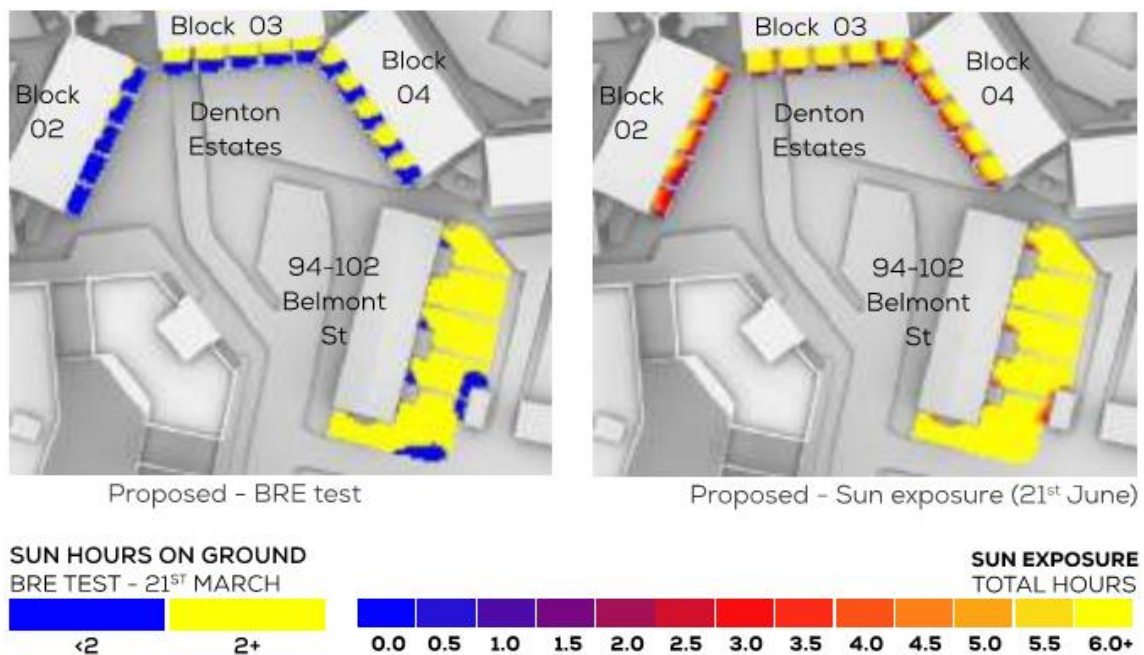 Block 03
Block
02
Block
04
Denton
Estates
94-102
Belmont
St
Proposed - BRE test
Block 03
Block
02
Block
04
Denton
Estates
94-102
Belmont
St
Proposed - Sun exposure (21st June)
SUN HOURS ON GROUND
BRE TEST - 21ST MARCH
<2 2+
SUN EXPOSURE
TOTAL HOURS
0.0 0.5 1.0 1.5 2.0 2.5 3.0 3.5 4.0 4.5 5.0 5.5 6.0+